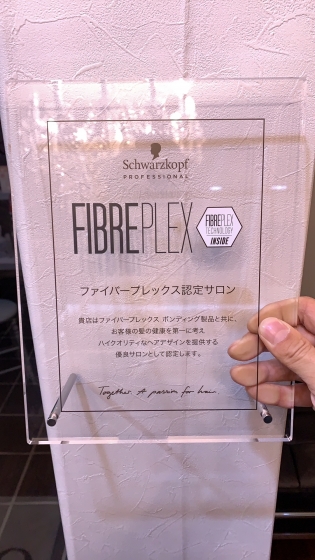 Schwarzkopf
PROFESSIONAL
FIBREPLEX
FIBREPLEX
TECHNOLOGY
INSIDE
ファイバープレックス認定サロン
貴店はファイバープレックス ボンディング製品と共に、
お客様の髪の健康を第一に考え
ハイクオリティなヘアデザインを提供する
優良サロンとして認定します。
Together. A passion for hair.